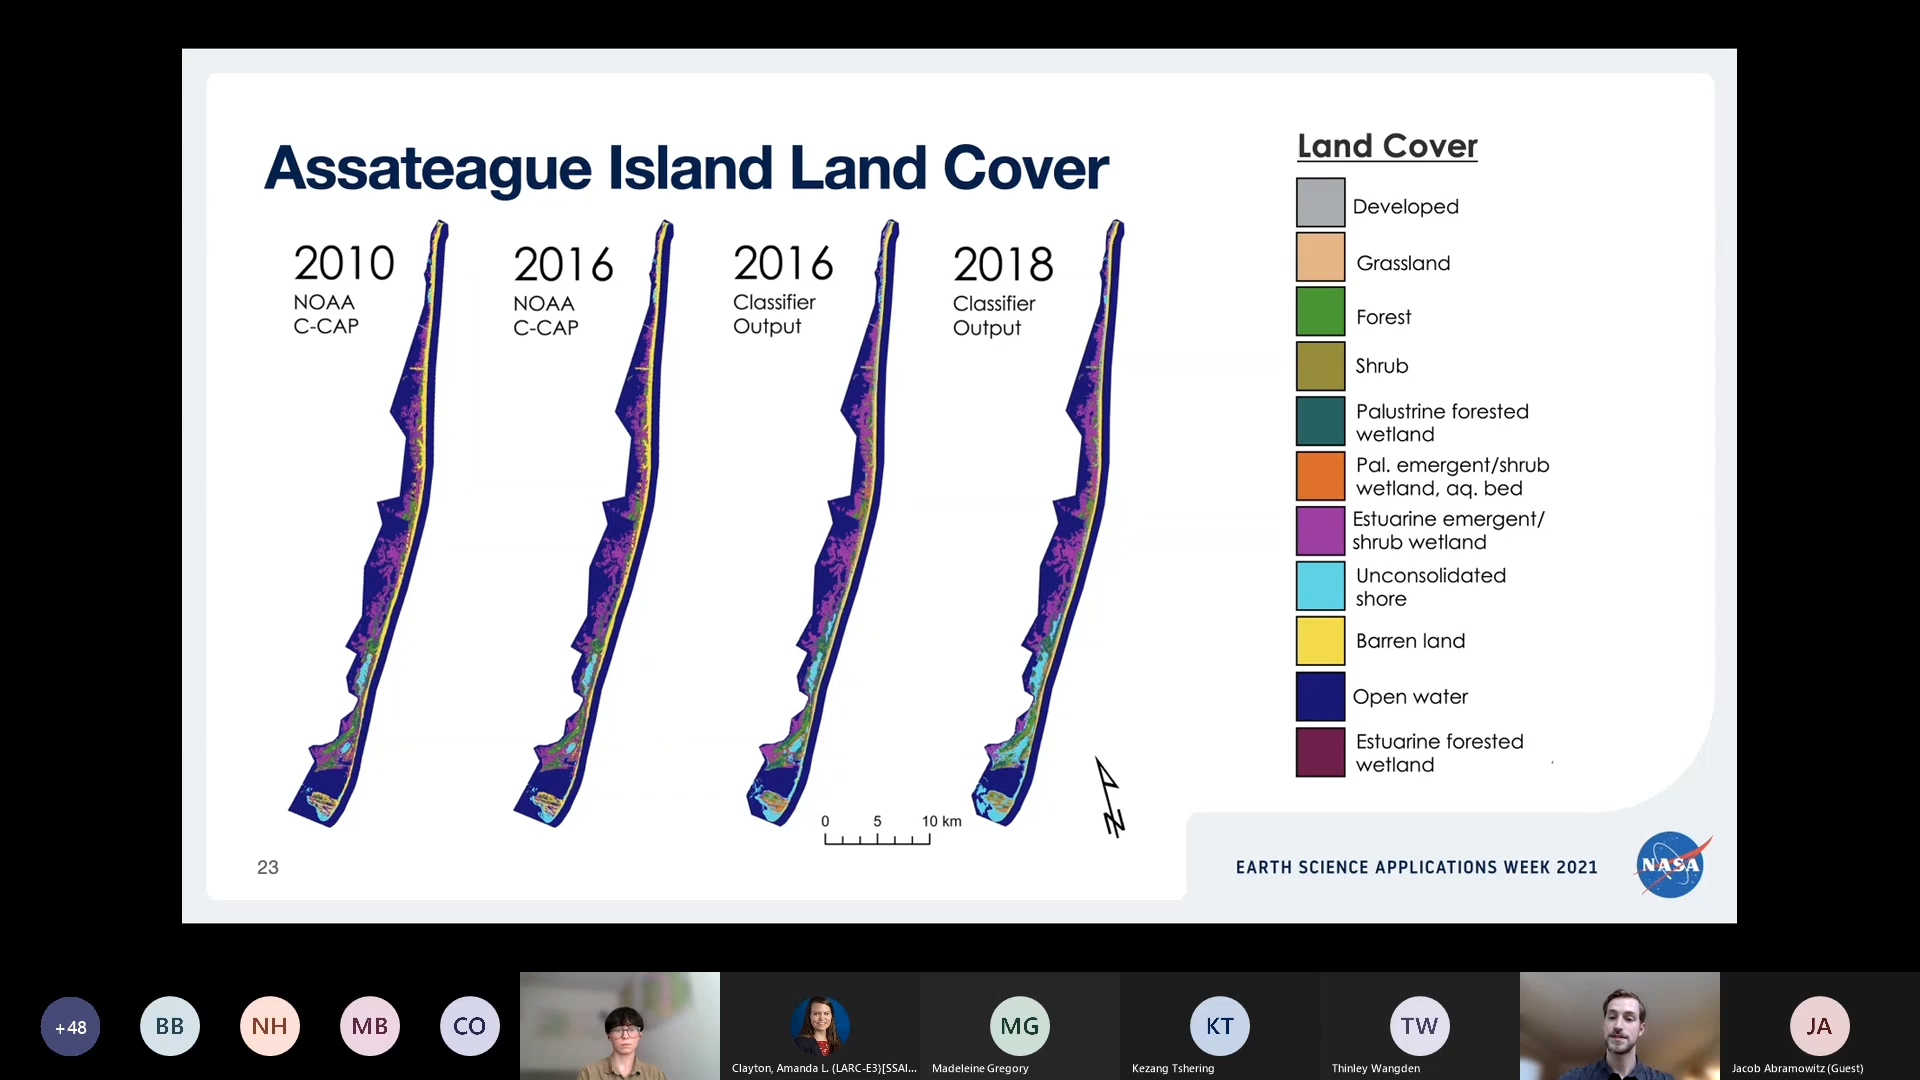 Assateague Island Land Cover
2010
NOAA
C-CAP
2016
NOAA
C-CAP
2016
Classifier
Output
2018
Classifier
Output
Land Cover
Developed
Grassland
Forest
Shrub
Palustrine forested
wetland
Pal. emergent/shrub
wetland, aq. bed
Estuarine emergent/
shrub wetland
Unconsolidated
shore
Barren land
Open water
Estuarine forested
wetland
0 5 10 km
N
23
EARTH SCIENCE APPLICATIONS WEEK 2021
NASA
+48
BB
NH
MB
CO
Clayton, Amanda L. (LARC-E3)[SSAI...
MG
Madeleine Gregory
KT
Kezang Tshering
TW
Thinley Wangden
JA
Jacob Abramowitz (Guest)